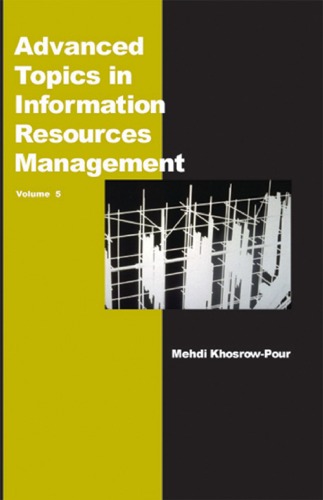 Advanced
Topics in
Information
Resources
Management
Volume 5
Mehdi Khosrow-Pour